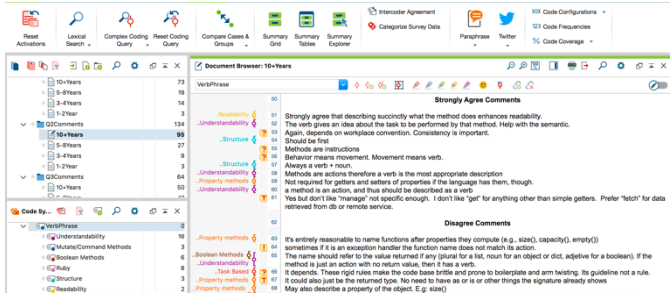 Intercoder Agreement
Categorize Survey Data
Code Configurations
Code Frequencies
Code Coverage
Reset Activations
Lexical Search
Complex Coding Query
Reset Coding Query
Compare Cases & Groups
Summary Grid
Summary Tables
Summary Explorer
Paraphrase
Twitter
Document Browser: 10+Years
VerbPhrase
10+Years 73
5-8Years 19
3-4Years 14
1-2Year 3
Q2Comments 134
10+Years 95
5-8Years 27
3-4Years 9
1-2Year 3
Q3Comments 64
10+Years 50
Code Sy...
VerbPhrase 0
Understandability 16
Mutate/Command Methods 3
Boolean Methods 6
Ruby 8
Structure 3
Readability 2
50 Strongly Agree Comments
..Readability 51 Strongly agree that describing succinctly what the method does enhances readability.
..Understandability 52 The verb gives an idea about the task to be performed by that method. Help with the semantic.
53 Again, depends on workplace convention. Consistency is important.
..Structure 54 Should be first
55 Methods are instructions
56 Behavior means movement. Movement means verb.
..Structure 57 Always a verb + noun.
..Understandability 58 Methods are actions therefore a verb is the most appropriate description
..Property methods 59 Not required for getters and setters of properties if the language has them, though.
..Understandability 60 a method is an action, and thus should be described as a verb
61 Yes but don't like "manage" not specific enough. I don't like "get" for anything other than simple getters. Prefer "fetch" for data
retrieved from db or remote service.
62 Disagree Comments
..Property methods 63 It's entirely reasonable to name functions after properties they compute (e.g., size(), capacity(), empty())
64 sometimes if it is an exception handler the function name does not match its action.
..Boolean Methods 65 The name should refer to the value returned if any (plural for a list, noun for an object or dict, adjetive for a boolean). If the
..Understandability method is just an action with no return value, then it has a verb.
..Task Based 66 It depends. These rigid rules make the code base brittle and prone to boilerplate and arm twisting. Its guideline not a rule.
..Property methods 67 It could also just be the returned type. No need to have as or is or other things the signature already shows
..Property methods 68 May also describe a property of the object. E.g: size()